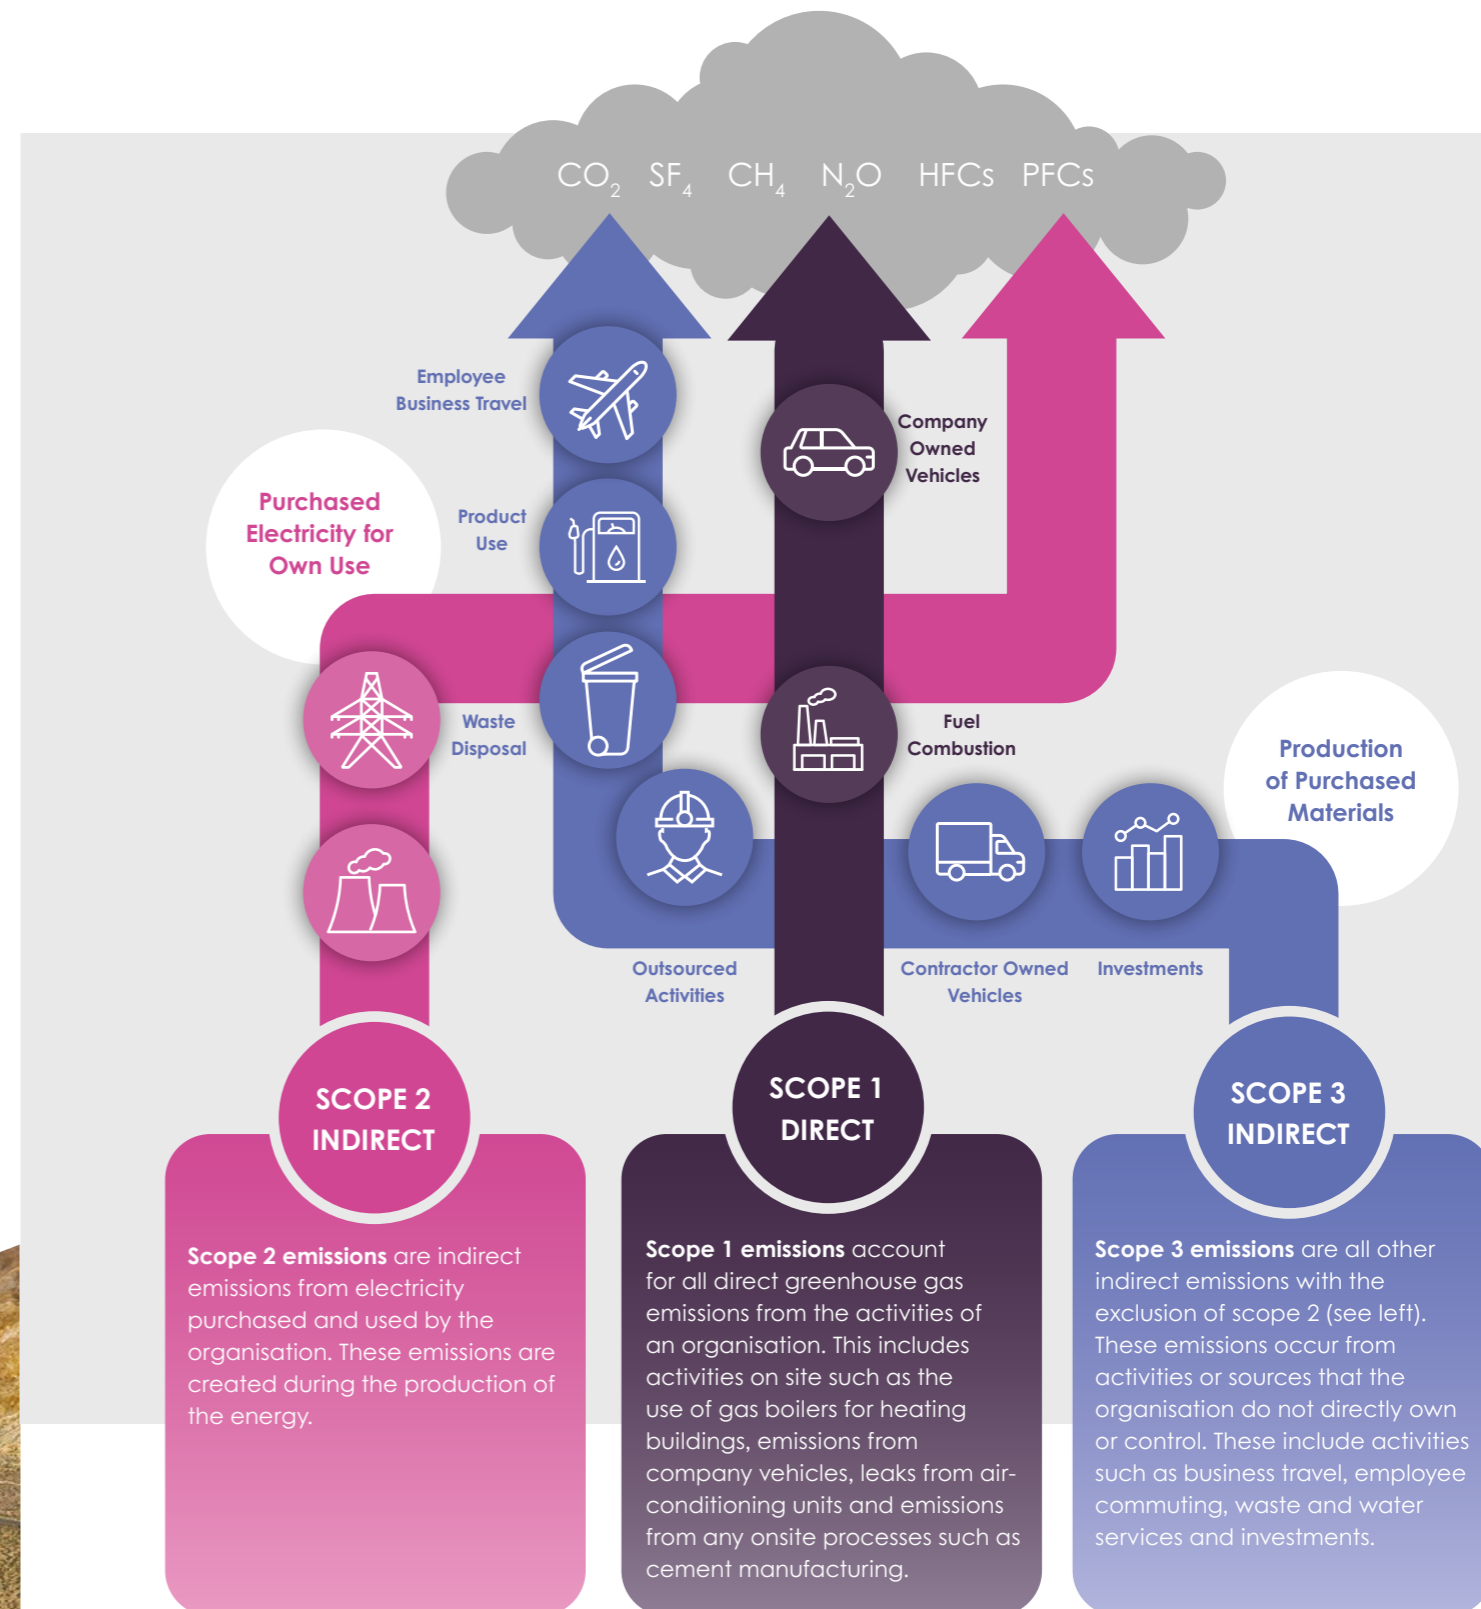 CO₂ SF₄ CH₄ N₂O HFCs PFCs
Employee
Business Travel
Company
Owned
Vehicles
Purchased
Electricity for
Own Use
Product
Use
Waste
Disposal
Fuel
Combustion
Production
of Purchased
Materials
Outsourced
Activities
Contractor Owned
Vehicles
Investments
SCOPE 2
INDIRECT
SCOPE 1
DIRECT
SCOPE 3
INDIRECT
Scope 2 emissions are indirect
emissions from electricity
purchased and used by the
organisation. These emissions are
created during the production of
the energy.
Scope 1 emissions account
for all direct greenhouse gas
emissions from the activities of
an organisation. This includes
activities on site such as the
use of gas boilers for heating
buildings, emissions from
company vehicles, leaks from air-
conditioning units and emissions
from any onsite processes such as
cement manufacturing.
Scope 3 emissions are all other
indirect emissions with the
exclusion of scope 2 (see left).
These emissions occur from
activities or sources that the
organisation do not directly own
or control. These include activities
such as business travel, employee
commuting, waste and water
services and investments.